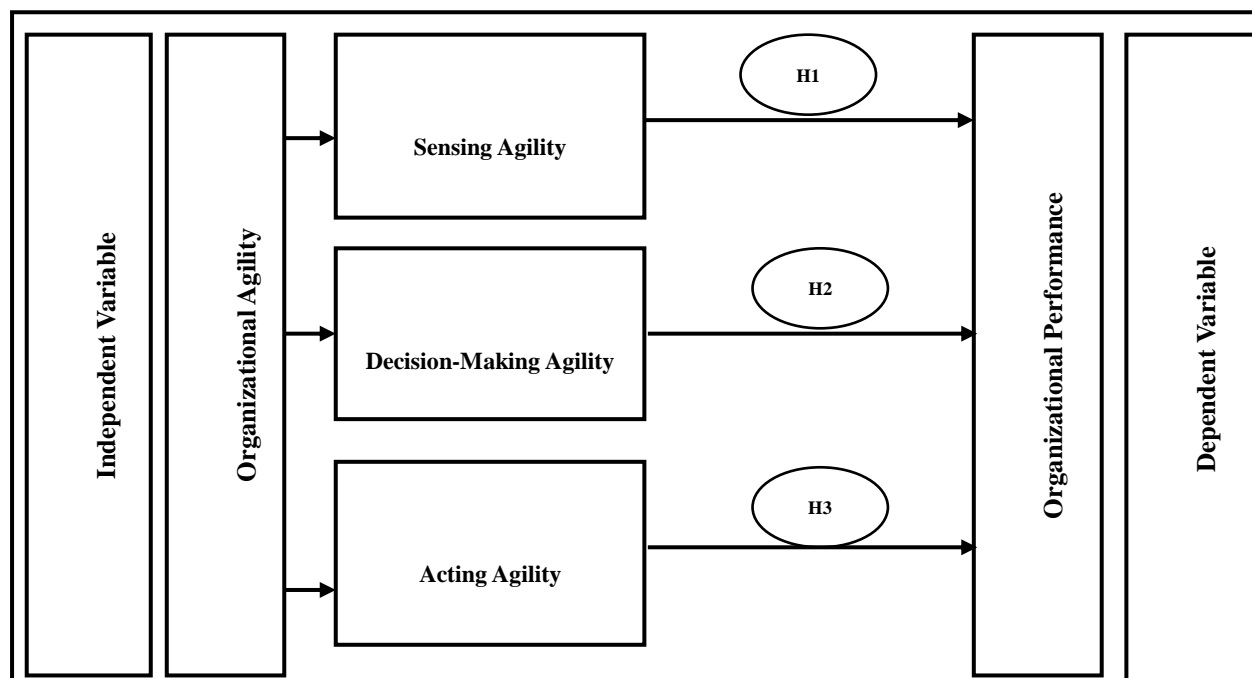 Independent Variable
Organizational Agility
Sensing Agility
Decision-Making Agility
Acting Agility
H1
H2
H3
Organizational Performance
Dependent Variable